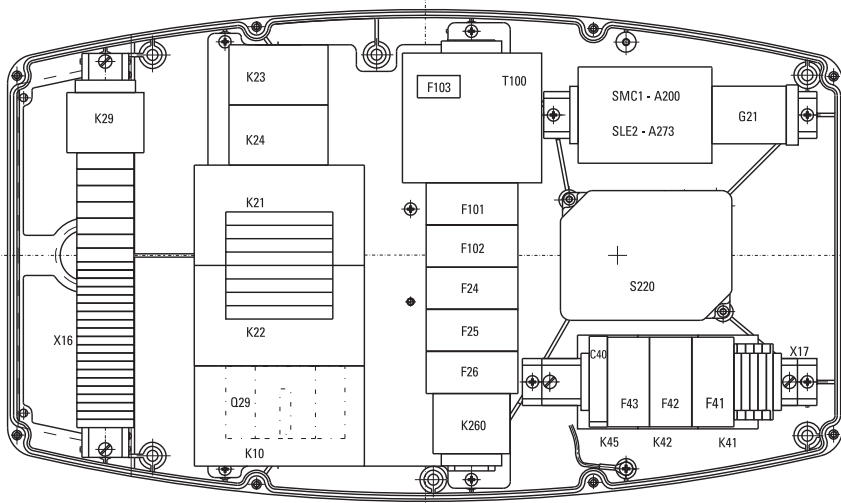 K23
F103
T100
SMC1 - A200
K29
G21
SLE2 - A273
K24
K21
F101
F102
F24
S220
K22
F25
X16
C40
X17
F26
Q29
F43
F42
F41
K260
K45
K42
K41
K10